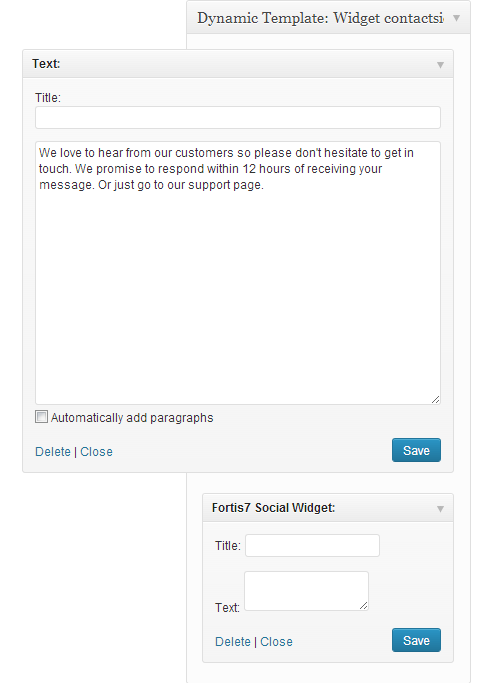 Dynamic Template: Widget contactsi
Text:
Title:
We love to hear from our customers so please don't hesitate to get in
touch. We promise to respond within 12 hours of receiving your
message. Or just go to our support page.
Automatically add paragraphs
Delete | Close
Save
Fortis7 Social Widget:
Title:
Text:
Delete | Close
Save